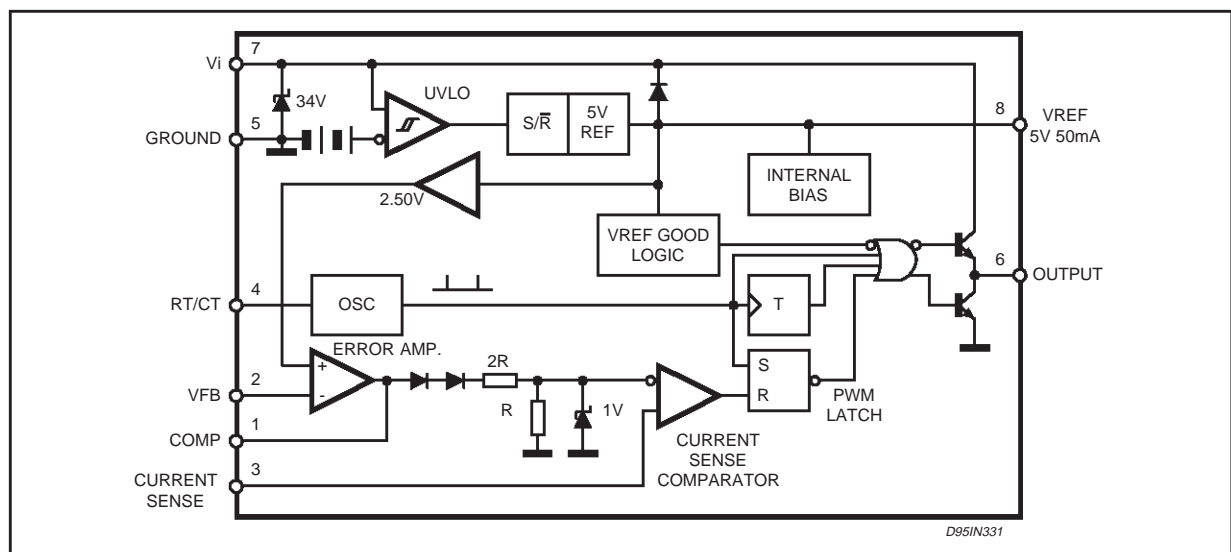 Vi
7
34V
UVLO
S/R̅
5V
REF
8
VREF
5V 50mA
GROUND
5
2.50V
INTERNAL
BIAS
VREF GOOD
LOGIC
6
OUTPUT
RT/CT
4
OSC
T
ERROR AMP.
+
-
2R
R
1V
S
R
PWM
LATCH
VFB
2
COMP
1
CURRENT
SENSE
COMPARATOR
CURRENT
SENSE
3
D95IN331